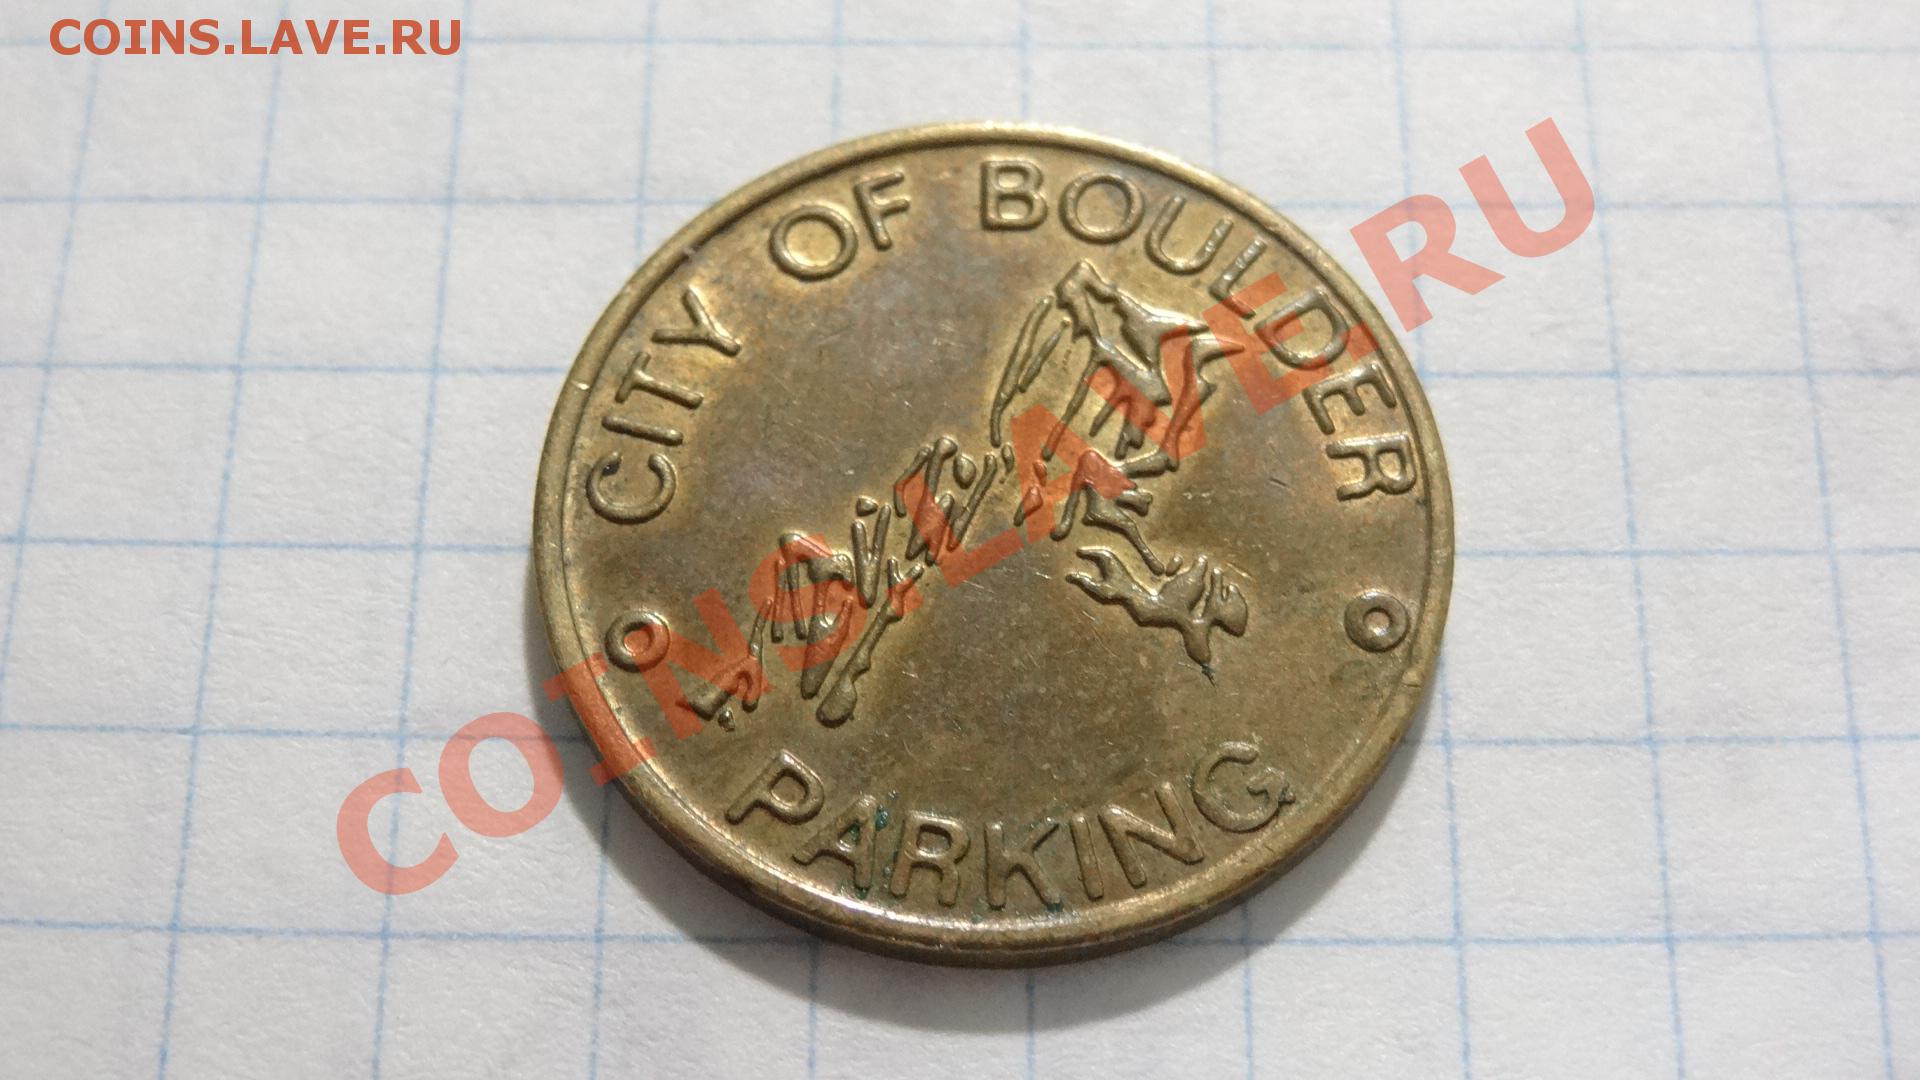 COINS.LAVE.RU
CITY OF BOULDER
COINS.LAVE.RU
PARKING